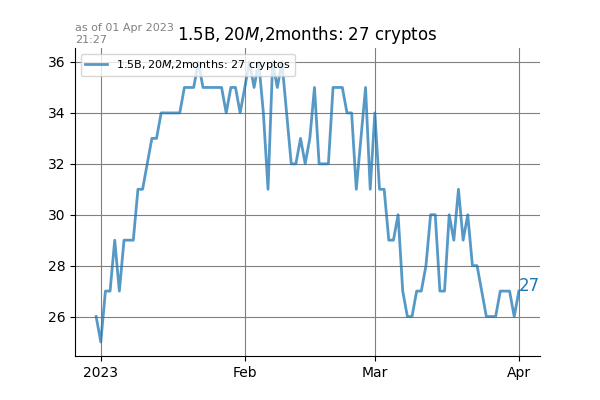 as of 01 Apr 2023
21:27
1.5B, 20M,2months: 27 cryptos
1.5B, 20M,2months: 27 cryptos
36
34
32
30
28
26
27
2023 Feb Mar Apr